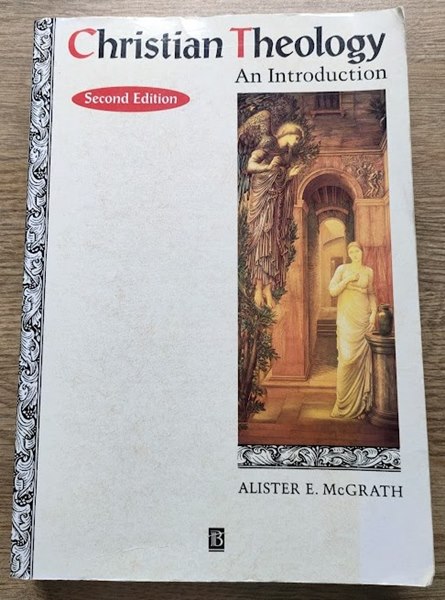 Christian Theology
An Introduction
Second Edition
ALISTER E. McGRATH
B